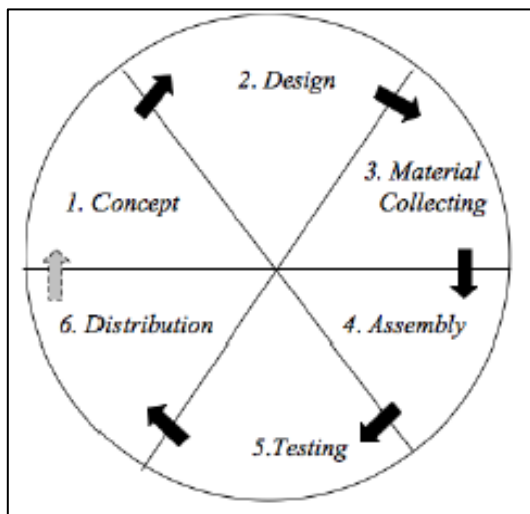 1. Concept
2. Design
3. Material
Collecting
4. Assembly
5.Testing
6. Distribution